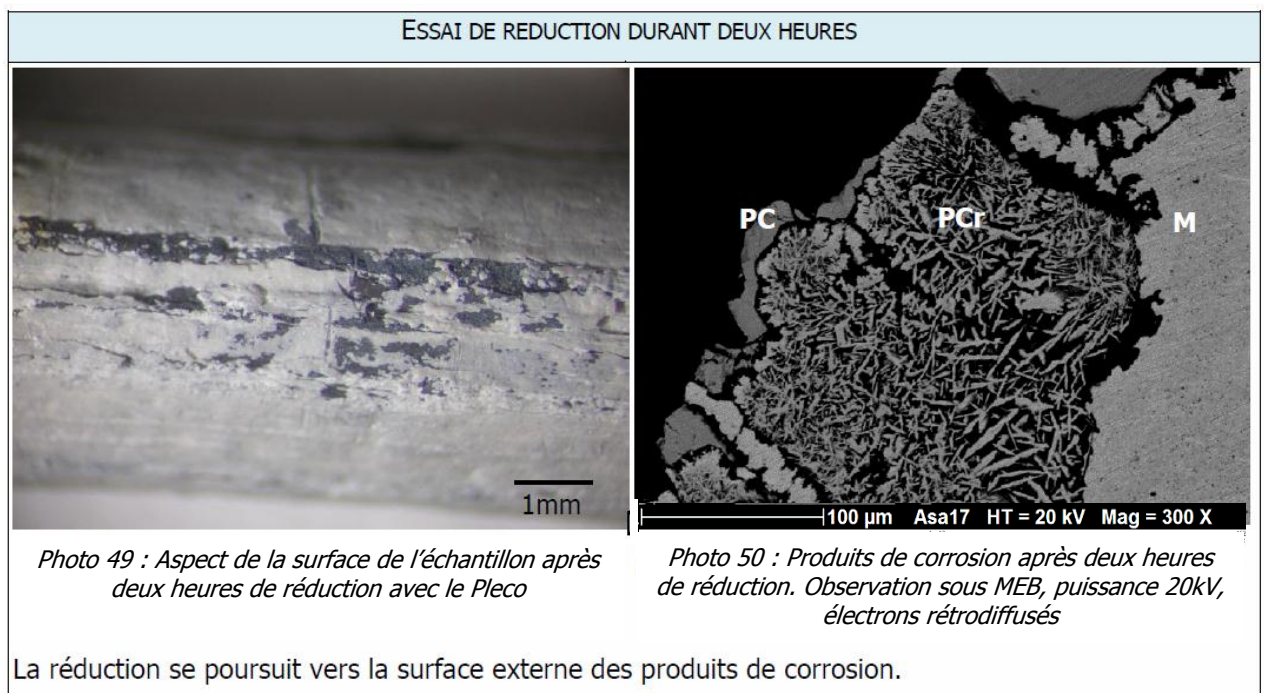 ESSAI DE REDUCTION DURANT DEUX HEURES
PC
PCr
M
1mm
100 µm Asa17 HT = 20 kV Mag = 300 X
Photo 49 : Aspect de la surface de l'échantillon après
deux heures de réduction avec le Pleco
Photo 50 : Produits de corrosion après deux heures
de réduction. Observation sous MEB, puissance 20kV,
électrons rétrodiffusés
La réduction se poursuit vers la surface externe des produits de corrosion.